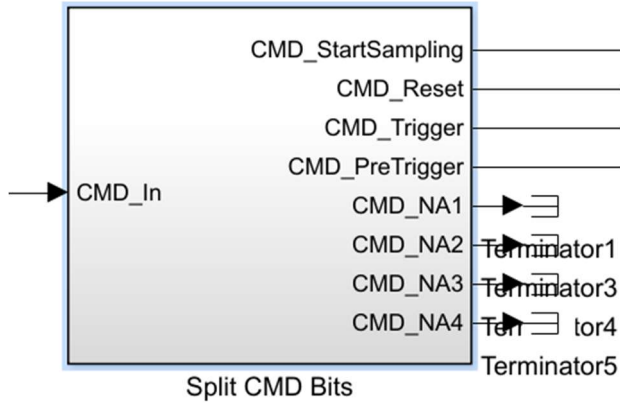 CMD_StartSampling
CMD_Reset
CMD_Trigger
CMD_PreTrigger
CMD_In
CMD_NA1
CMD_NA2
Terminator1
CMD_NA3
Terminator3
CMD_NA4
tor4
Terminator5
Split CMD Bits